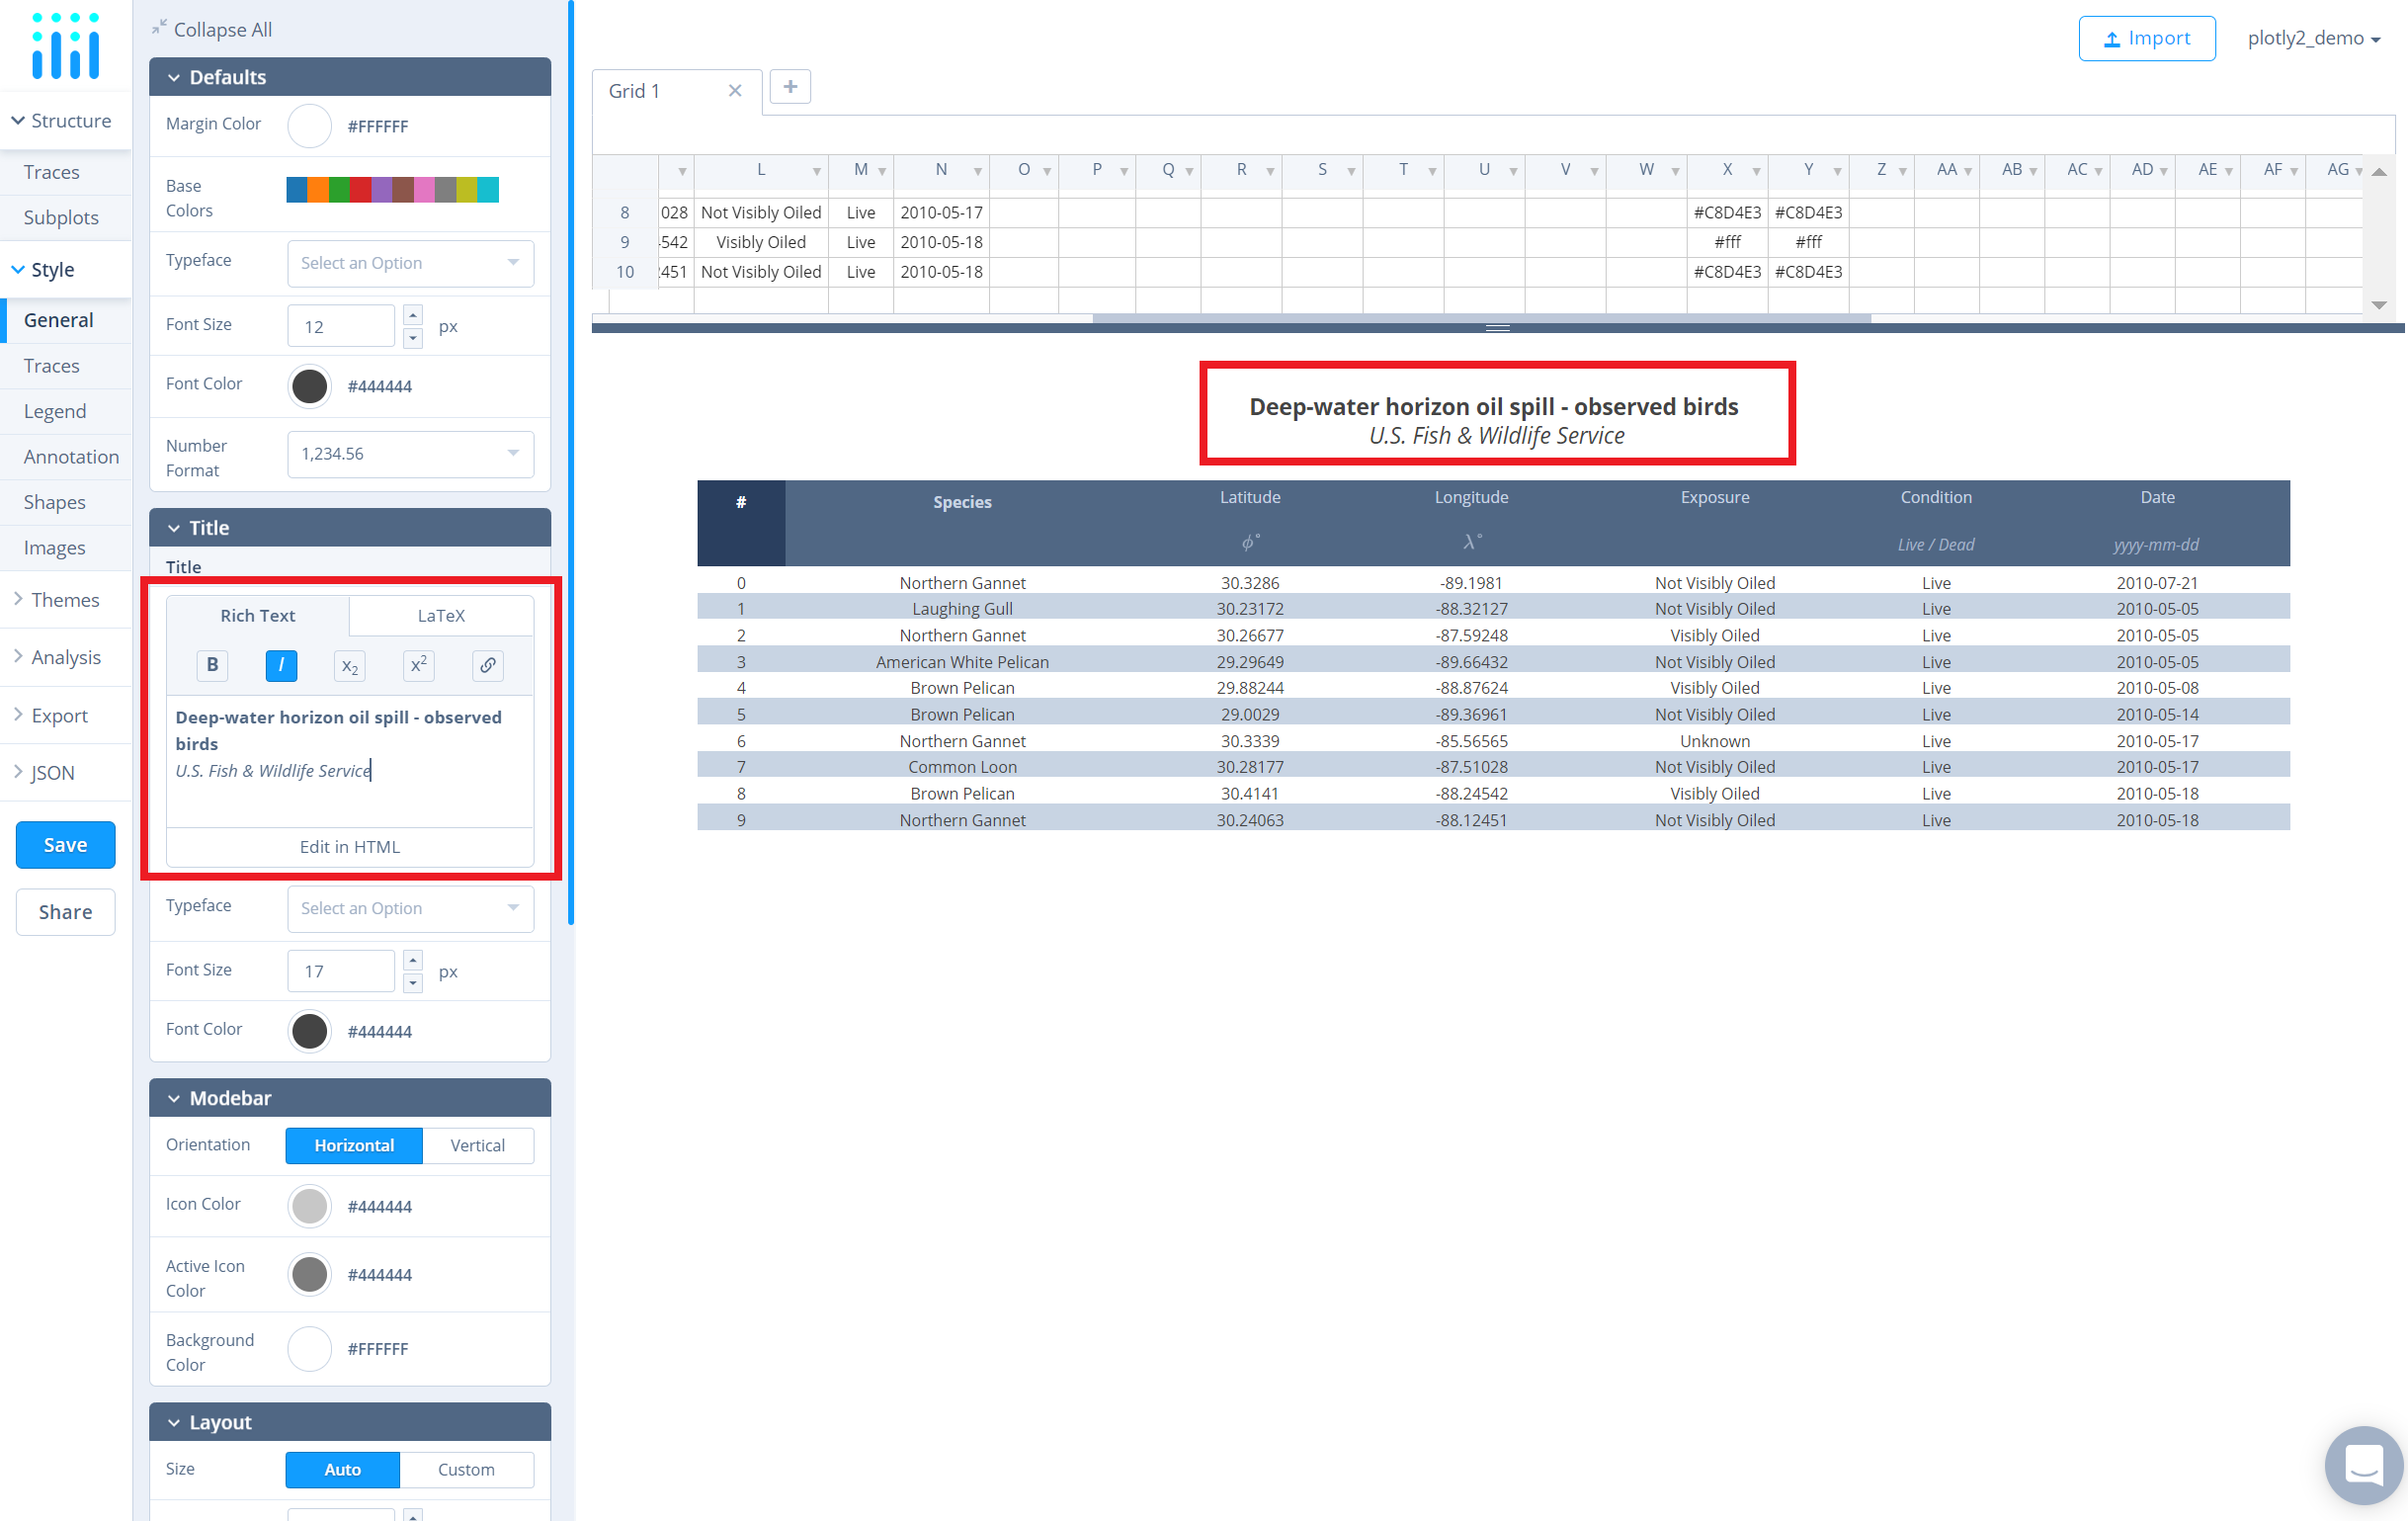 Collapse All
Import
plotly2_demo
Structure
Traces
Subplots
Style
General
Traces
Legend
Annotation
Shapes
Images
Themes
Analysis
Export
JSON
Save
Share
Defaults
Margin Color #FFFFFF
Base
Colors
Typeface Select an Option
Font Size 12 px
Font Color #444444
Number
Format
1,234.56
Title
Title
Rich Text LaTeX
B I x2 x2
Deep-water horizon oil spill - observed
birds
U.S. Fish & Wildlife Service
Edit in HTML
Typeface Select an Option
Font Size 17 px
Font Color #444444
Modebar
Orientation Horizontal Vertical
Icon Color #444444
Active Icon
Color
#444444
Background
Color
#FFFFFF
Layout
Size Auto Custom
Grid 1
L M N O P Q R S T U V W X Y Z AA AB AC AD AE AF AG
8 028 Not Visibly Oiled Live 2010-05-17 #C8D4E3 #C8D4E3
9 4542 Visibly Oiled Live 2010-05-18 #fff #fff
10 2451 Not Visibly Oiled Live 2010-05-18 #C8D4E3 #C8D4E3
Deep-water horizon oil spill - observed birds
U.S. Fish & Wildlife Service
# Species Latitude Longitude Exposure Condition Date
ϕ° λ° Live / Dead yyyy-mm-dd
0 Northern Gannet 30.3286 -89.1981 Not Visibly Oiled Live 2010-07-21
1 Laughing Gull 30.23172 -88.32127 Not Visibly Oiled Live 2010-05-05
2 Northern Gannet 30.26677 -87.59248 Visibly Oiled Live 2010-05-05
3 American White Pelican 29.29649 -89.66432 Not Visibly Oiled Live 2010-05-05
4 Brown Pelican 29.88244 -88.87624 Visibly Oiled Live 2010-05-08
5 Brown Pelican 29.0029 -89.36961 Not Visibly Oiled Live 2010-05-14
6 Northern Gannet 30.3339 -85.56565 Unknown Live 2010-05-17
7 Common Loon 30.28177 -87.51028 Not Visibly Oiled Live 2010-05-17
8 Brown Pelican 30.4141 -88.24542 Visibly Oiled Live 2010-05-18
9 Northern Gannet 30.24063 -88.12451 Not Visibly Oiled Live 2010-05-18